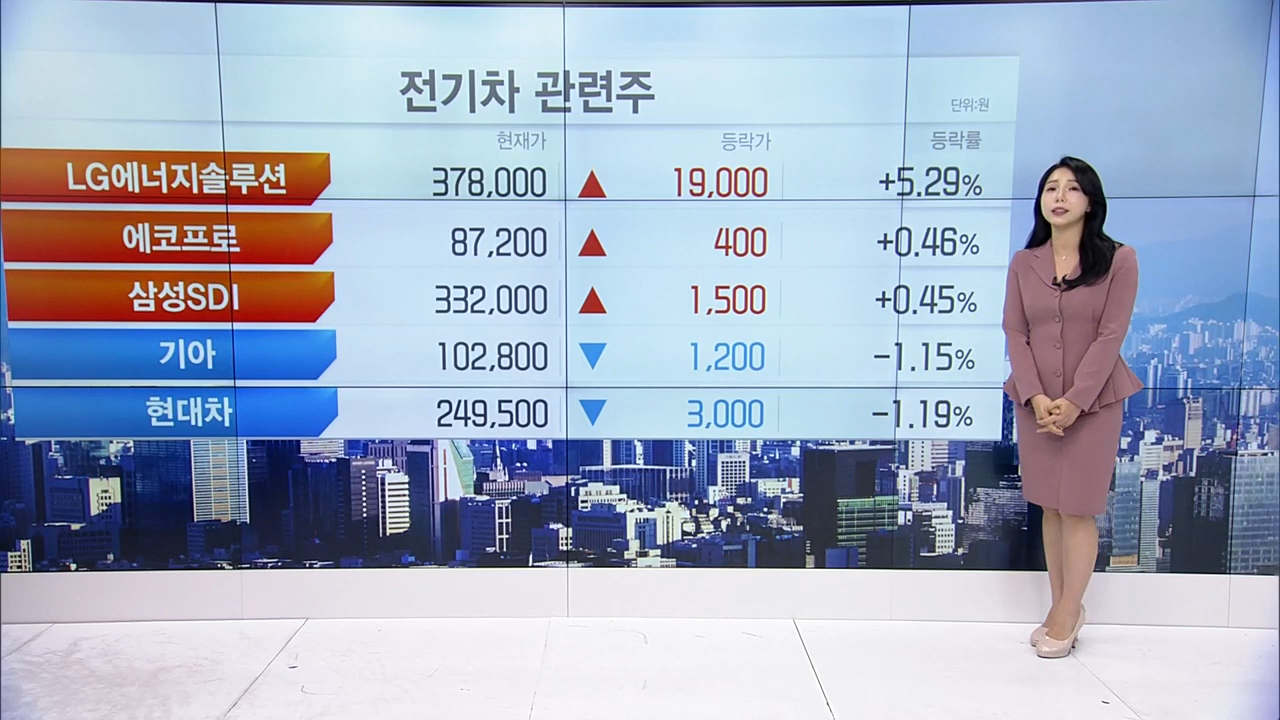 전기차 관련주
단위:원
현재가 등락가 등락률
LG에너지솔루션 378,000 ▲ 19,000 +5.29%
에코프로 87,200 ▲ 400 +0.46%
삼성SDI 332,000 ▲ 1,500 +0.45%
기아 102,800 ▼ 1,200 -1.15%
현대차 249,500 ▼ 3,000 -1.19%